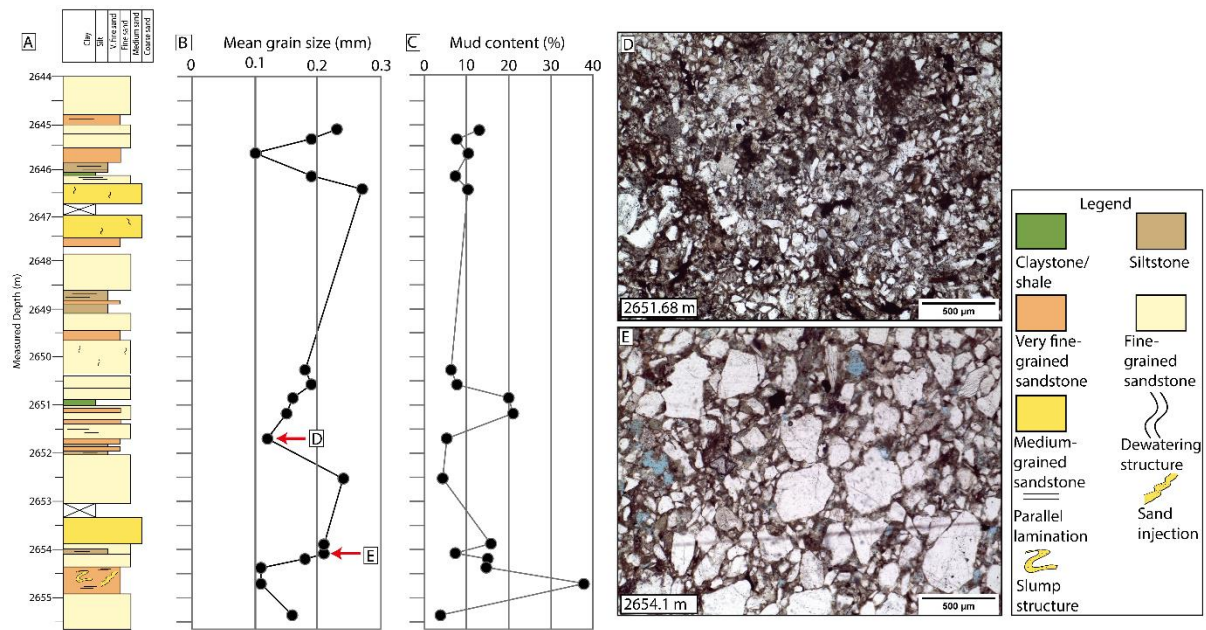 A
Clay
Silt
V. fine sand
Fine sand
Medium sand
Coarse sand
Measured Depth (m)
2644
2645
2646
2647
2648
2649
2650
2651
2652
2653
2654
2655
B
Mean grain size (mm)
0
0.1
0.2
0.3
D
E
C
Mud content (%)
0
10
20
30
40
D
2651.68 m
500 µm
E
2654.1 m
500 µm
Legend
Claystone/
shale
Siltstone
Very fine-
grained
sandstone
Fine-
grained
sandstone
Medium-
grained
sandstone
Dewatering
structure
Parallel
lamination
Sand
injection
Slump
structure